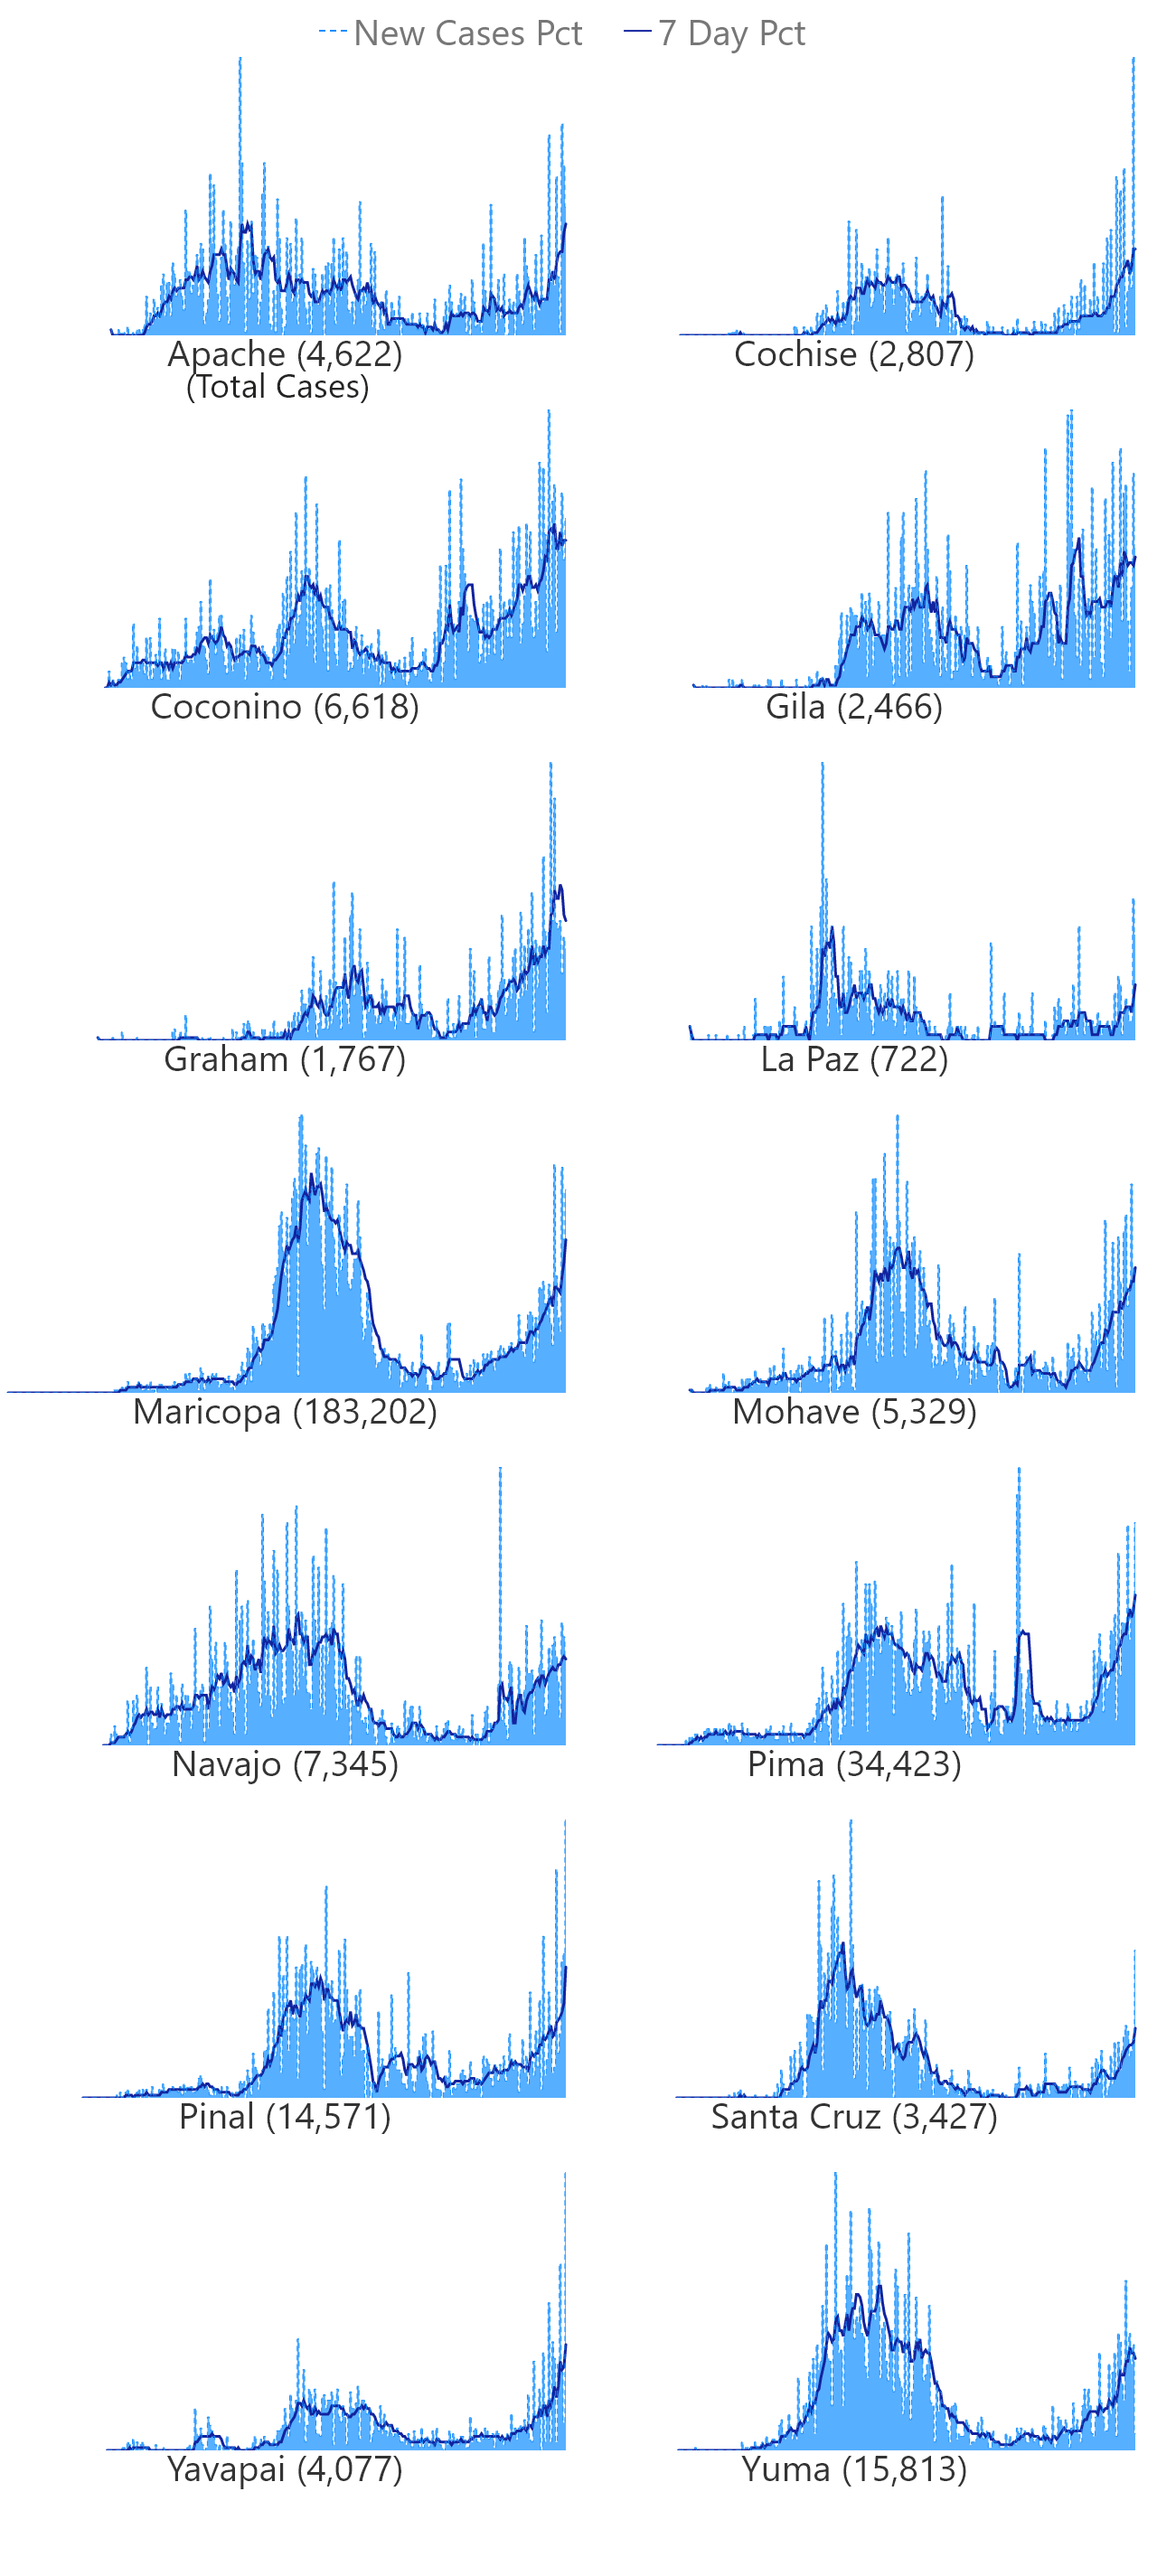 New Cases Pct 7 Day Pct
Apache (4,622) Cochise (2,807)
(Total Cases)
Coconino (6,618) Gila (2,466)
Graham (1,767) La Paz (722)
Maricopa (183,202) Mohave (5,329)
Navajo (7,345) Pima (34,423)
Pinal (14,571) Santa Cruz (3,427)
Yavapai (4,077) Yuma (15,813)